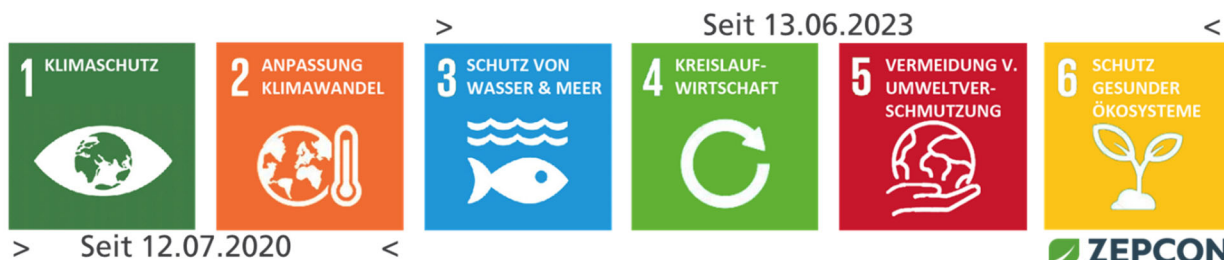 > Seit 13.06.2023 <
1 KLIMASCHUTZ
2 ANPASSUNG
KLIMAWANDEL
3 SCHUTZ VON
WASSER & MEER
4 KREISLAUF-
WIRTSCHAFT
5 VERMEIDUNG V.
UMWELTVER-
SCHMUTZUNG
6 SCHUTZ
GESUNDER
ÖKOSYSTEME
> Seit 12.07.2020 <
ZEPCON